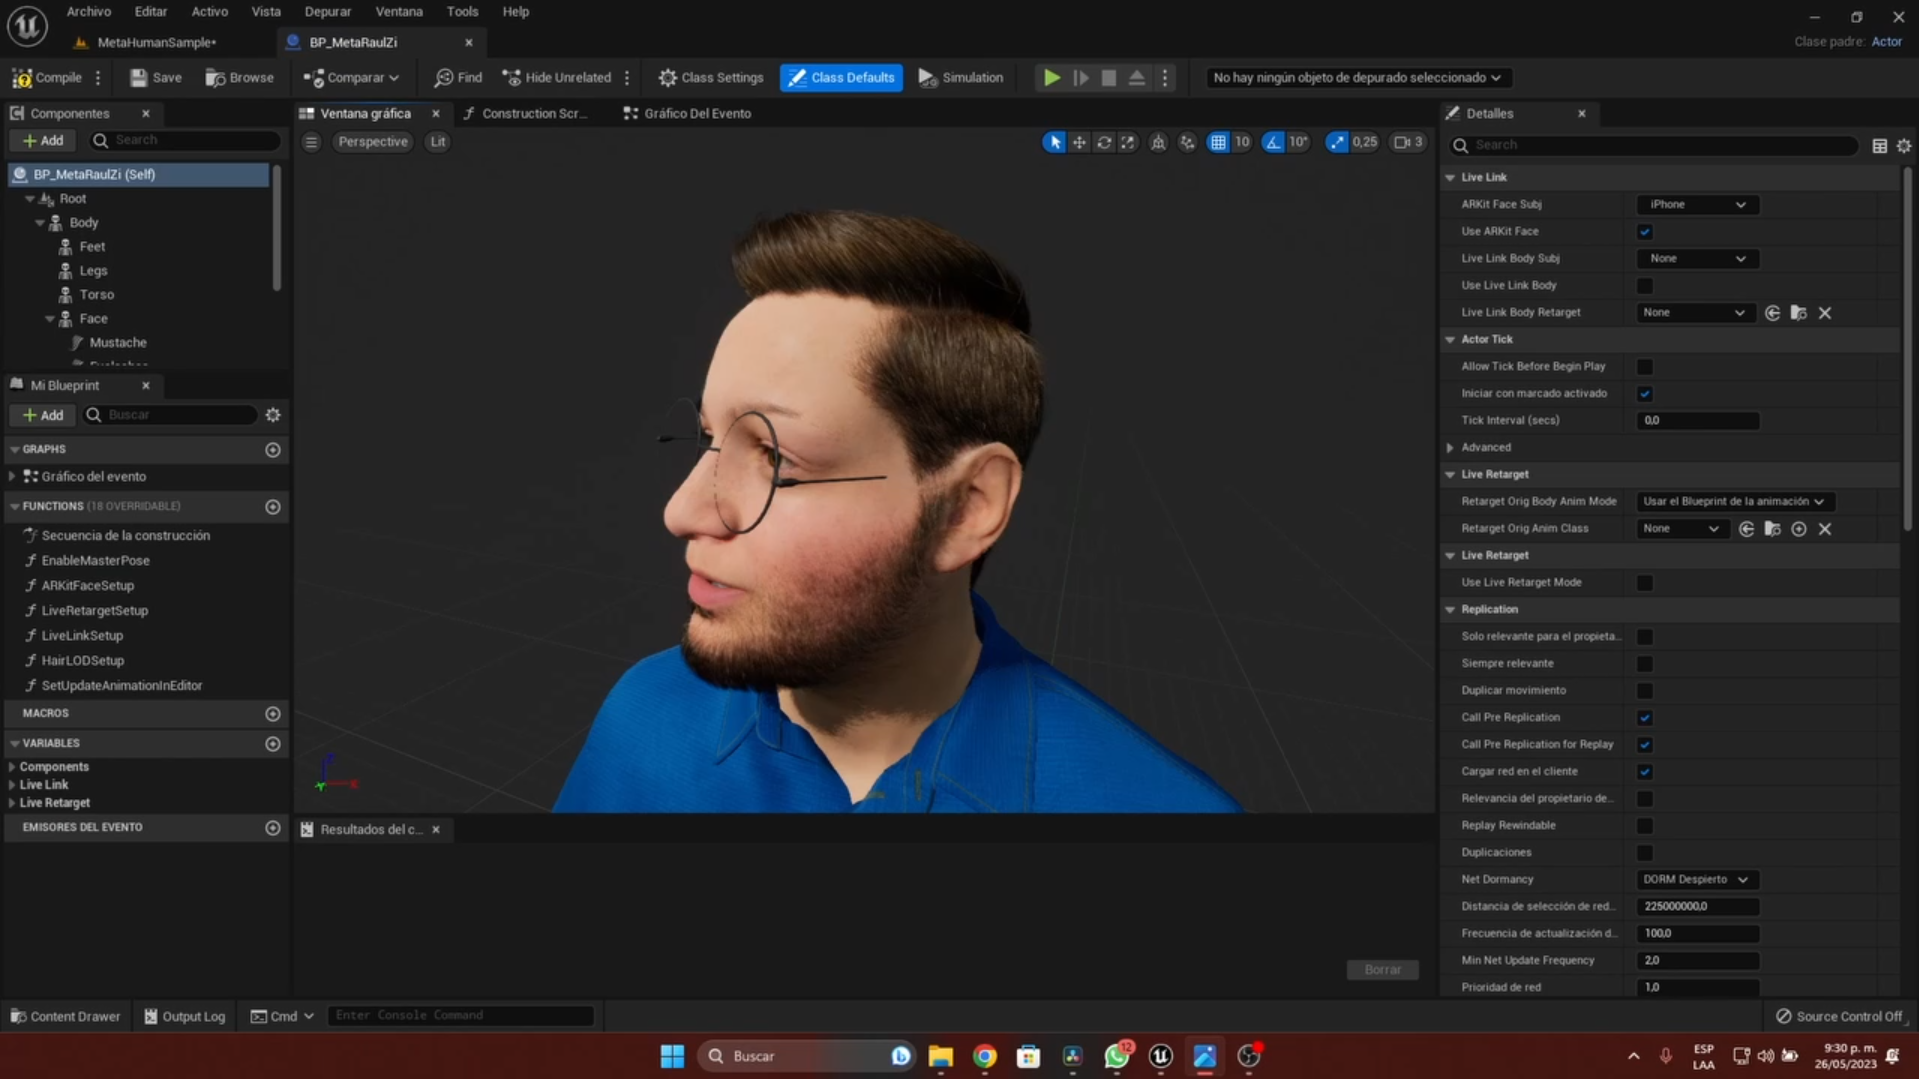 Archivo Editar Activo Vista Depurar Ventana Tools Help
MetaHumanSample*
BP_MetaRaulZi
Clase padre: Actor
Compile Save Browse Comparar Find Hide Unrelated Class Settings Class Defaults Simulation No hay ningún objeto de depurado seleccionado
Componentes
Add Search
BP_MetaRaulZi (Self)
Root
Body
Feet
Legs
Torso
Face
Mustache
Mi Blueprint
Add Buscar
GRAPHS
Gráfico del evento
FUNCTIONS (18 OVERRIDABLE)
Secuencia de la construcción
EnableMasterPose
ARKitFaceSetup
LiveRetargetSetup
LiveLinkSetup
HairLODSetup
SetUpdateAnimationInEditor
MACROS
VARIABLES
Components
Live Link
Live Retarget
EMISORES DEL EVENTO
Ventana gráfica Construction Scr... Gráfico Del Evento
Perspective Lit 10 10° 0,25 3
Resultados del c...
Borrar
Detalles
Search
Live Link
ARKit Face Subj iPhone
Use ARKit Face
Live Link Body Subj None
Use Live Link Body
Live Link Body Retarget None
Actor Tick
Allow Tick Before Begin Play
Iniciar con marcado activado
Tick Interval (secs) 0,0
Advanced
Live Retarget
Retarget Orig Body Anim Mode Usar el Blueprint de la animación
Retarget Orig Anim Class None
Live Retarget
Use Live Retarget Mode
Replication
Solo relevante para el propieta...
Siempre relevante
Duplicar movimiento
Call Pre Replication
Call Pre Replication for Replay
Cargar red en el cliente
Relevancia del propietario de...
Replay Rewindable
Duplicaciones
Net Dormancy DORM Despierto
Distancia de selección de red... 225000000,0
Frecuencia de actualización d... 100,0
Min Net Update Frequency 2,0
Prioridad de red 1,0
Content Drawer Output Log Cmd Enter Console Command Source Control Off
Buscar
12
ESP
LAA
9:30 p. m.
26/05/2023